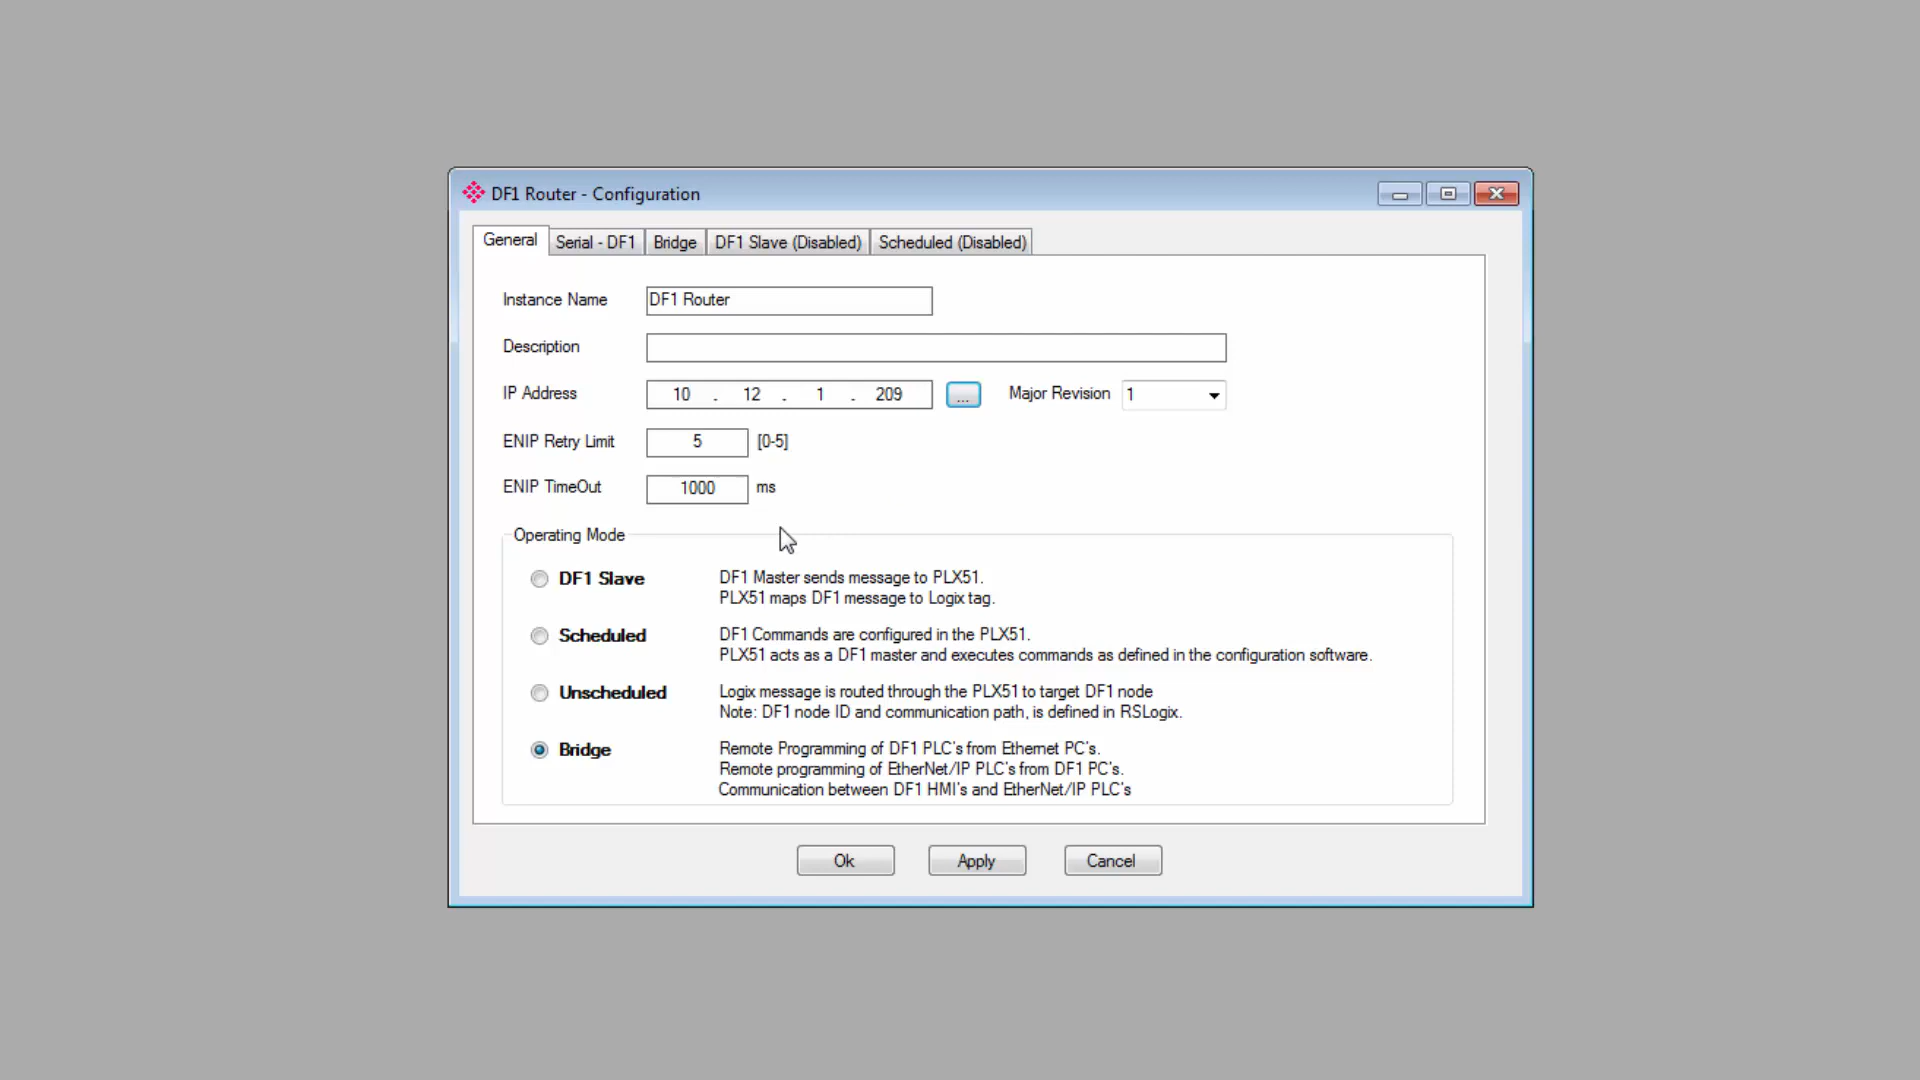 DF1 Router - Configuration
General Serial - DF1 Bridge DF1 Slave (Disabled) Scheduled (Disabled)
Instance Name DF1 Router
Description
IP Address 10 . 12 . 1 . 209 ... Major Revision 1
ENIP Retry Limit 5 [0-5]
ENIP TimeOut 1000 ms
Operating Mode
DF1 Slave DF1 Master sends message to PLX51.
PLX51 maps DF1 message to Logix tag.
Scheduled DF1 Commands are configured in the PLX51.
PLX51 acts as a DF1 master and executes commands as defined in the configuration software.
Unscheduled Logix message is routed through the PLX51 to target DF1 node
Note: DF1 node ID and communication path, is defined in RSLogix.
Bridge Remote Programming of DF1 PLC's from Ethernet PC's.
Remote programming of EtherNet/IP PLC's from DF1 PC's.
Communication between DF1 HMI's and EtherNet/IP PLC's
Ok Apply Cancel